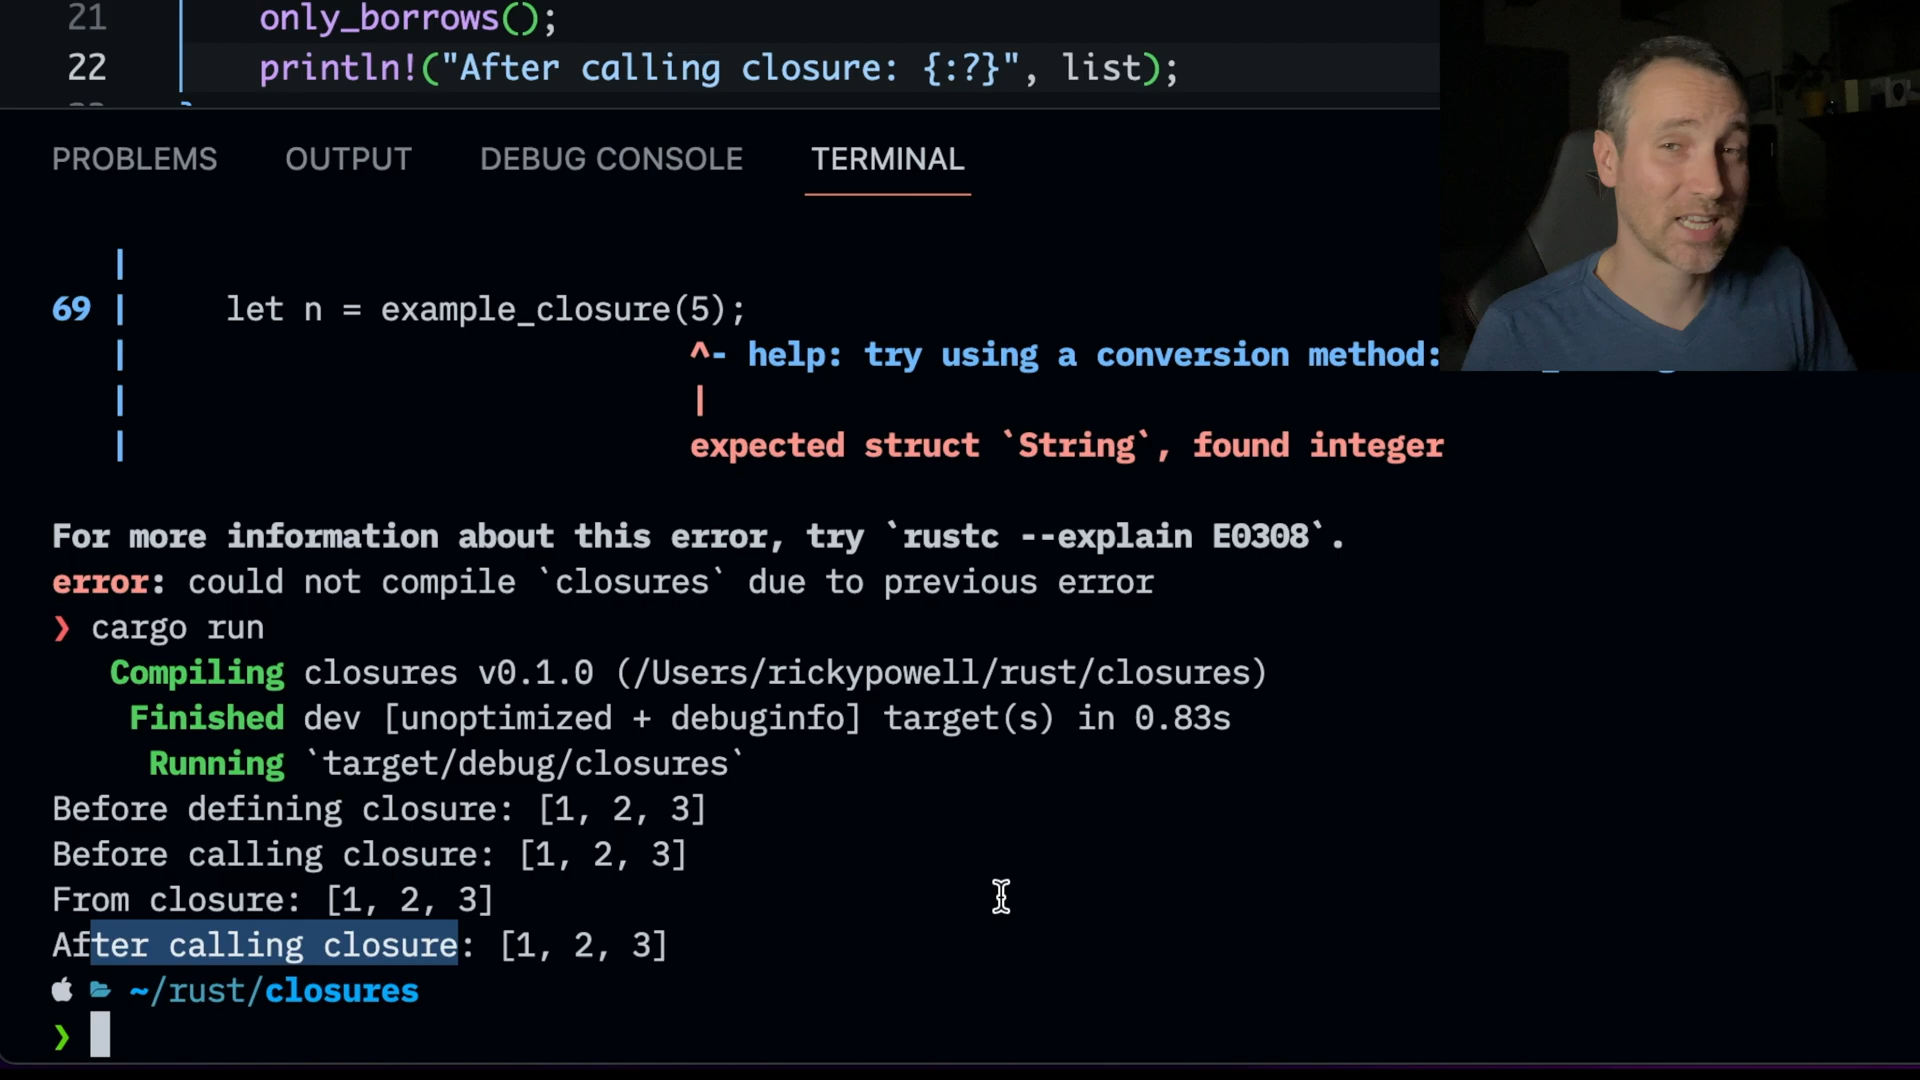 21 only_borrows();
22 println!("After calling closure: {:?}", list);
PROBLEMS OUTPUT DEBUG CONSOLE TERMINAL
|
69 | let n = example_closure(5);
| ^- help: try using a conversion method:
| |
| expected struct `String`, found integer
For more information about this error, try `rustc --explain E0308`.
error: could not compile `closures` due to previous error
❯ cargo run
Compiling closures v0.1.0 (/Users/rickypowell/rust/closures)
Finished dev [unoptimized + debuginfo] target(s) in 0.83s
Running `target/debug/closures`
Before defining closure: [1, 2, 3]
Before calling closure: [1, 2, 3]
From closure: [1, 2, 3]
After calling closure: [1, 2, 3]
~/rust/closures
❯